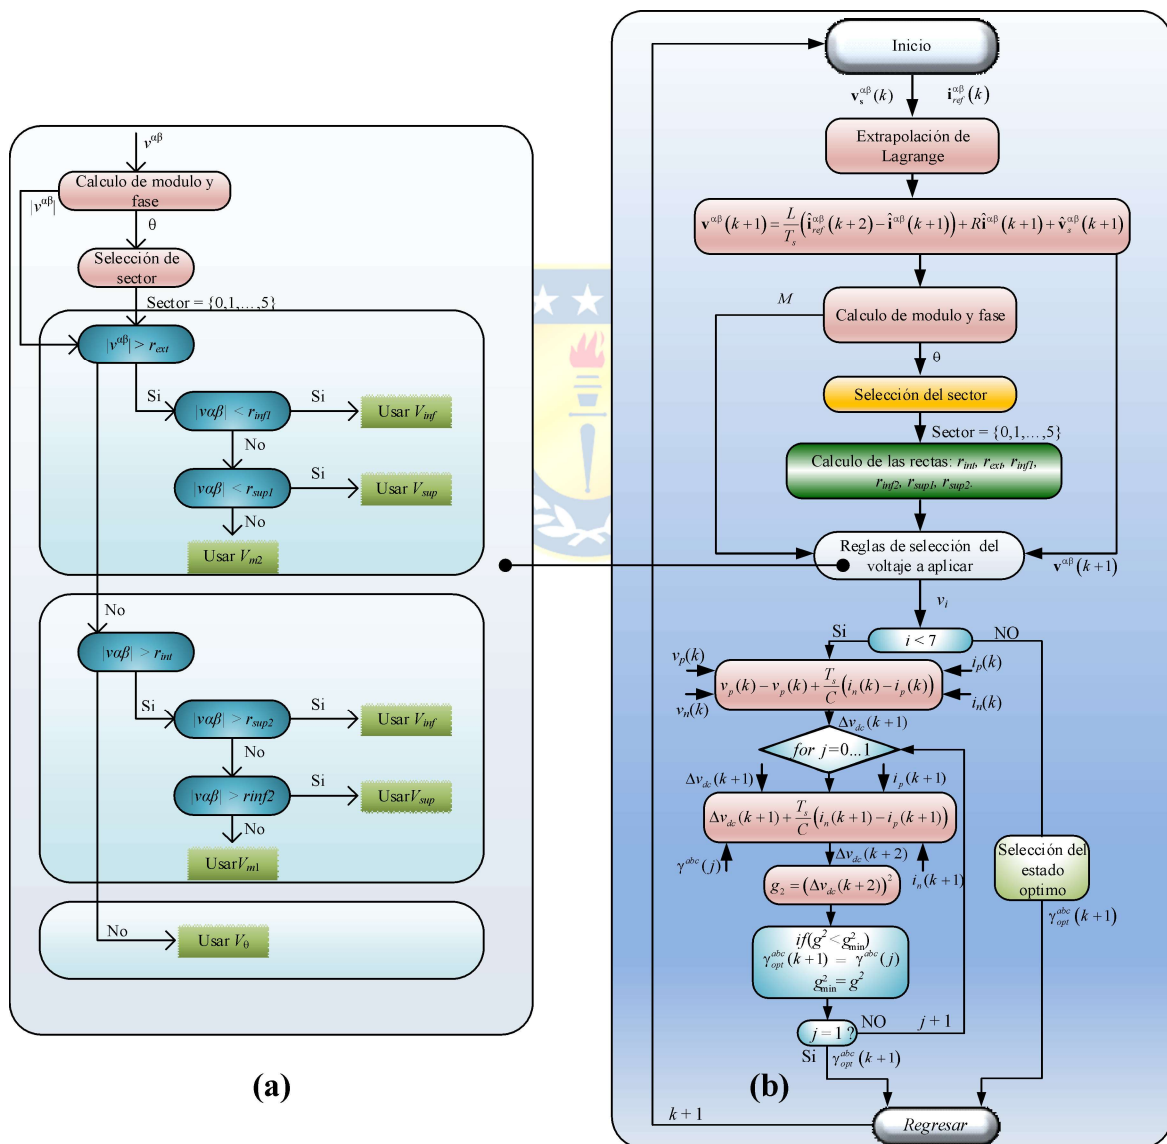 v^{αβ}
Calculo de modulo y
fase
|v^{αβ}|
θ
Selección de
sector
Sector = {0,1,…,5}
|v^{αβ}| > r_{ext}
Si
|vαβ| < r_{inf1}
Si
Usar V_{inf}
No
|vαβ| < r_{sup1}
Si
Usar V_{sup}
No
Usar V_{m2}
No
|vαβ| > r_{int}
Si
|vαβ| > r_{sup2}
Si
Usar V_{inf}
No
|vαβ| > rinf2
Si
UsarV_{sup}
No
UsarV_{m1}
No
Usar V_θ
(a)
Inicio
v_s^{αβ}(k)
i_{ref}^{αβ}(k)
Extrapolación de
Lagrange
v^{αβ}(k+1) = \frac{L}{T_s}(î_{ref}^{αβ}(k+2) − î^{αβ}(k+1)) + Rî^{αβ}(k+1) + v̂_s^{αβ}(k+1)
M
Calculo de modulo y fase
θ
Selección del sector
Sector = {0,1,…,5}
Calculo de las rectas: r_{int}, r_{ext}, r_{inf1},
r_{inf2}, r_{sup1}, r_{sup2}.
Reglas de selección del
voltaje a aplicar
v^{αβ}(k+1)
v_i
Si
i < 7
NO
v_p(k)
i_p(k)
v_p(k) − v_p(k) + \frac{T_s}{C}(i_n(k) − i_p(k))
v_n(k)
i_n(k)
Δv_{dc}(k+1)
for j=0...1
Δv_{dc}(k+1)
i_p(k+1)
Δv_{dc}(k+1) + \frac{T_s}{C}(i_n(k+1) − i_p(k+1))
γ^{abc}(j)
Δv_{dc}(k+2)
i_n(k+1)
g_2 = (Δv_{dc}(k+2))^2
Selección del
estado
optimo
γ_{opt}^{abc}(k+1)
if(g^2 < g_{min}^2)
γ_{opt}^{abc}(k+1) = γ^{abc}(j)
g_{min}^2 = g^2
j = 1 ?
NO
j+1
Si
γ_{opt}^{abc}(k+1)
(b)
k+1
Regresar